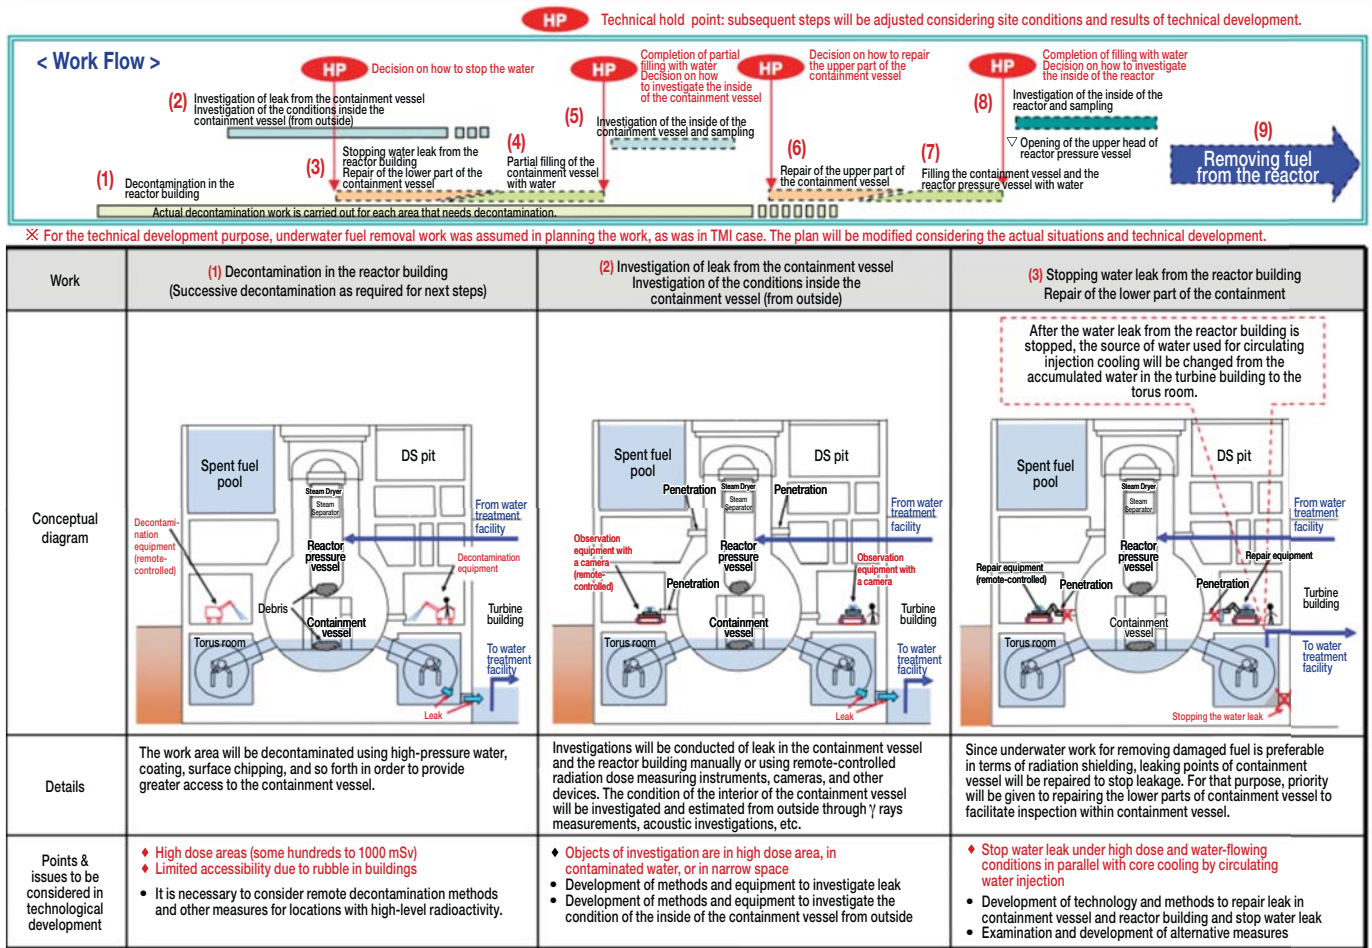 HP Technical hold point: subsequent steps will be adjusted considering site conditions and results of technical development.
< Work Flow >
HP Decision on how to stop the water
HP Completion of partial
filling with water
Decision on how
to investigate the inside
of the containment vessel
HP Decision on how to repair
the upper part of the
containment vessel
HP Completion of filling with water
Decision on how to investigate
the inside of the reactor
(1) Decontamination in the
reactor building
Actual decontamination work is carried out for each area that needs decontamination.
(2) Investigation of leak from the containment vessel
Investigation of the conditions inside the
containment vessel (from outside)
(3) Stopping water leak from the
reactor building
Repair of the lower part of the
containment vessel
(4) Partial filling of the
containment vessel
with water
(5) Investigation of the inside of the
containment vessel and sampling
(6) Repair of the upper part of
the containment vessel
(7) Filling the containment vessel and the
reactor pressure vessel with water
(8) Investigation of the inside of the
reactor and sampling
▽ Opening of the upper head of
reactor pressure vessel
(9)
Removing fuel
from the reactor
※ For the technical development purpose, underwater fuel removal work was assumed in planning the work, as was in TMI case. The plan will be modified considering the actual situations and technical development.
Work
(1) Decontamination in the reactor building
(Successive decontamination as required for next steps)
(2) Investigation of leak from the containment vessel
Investigation of the conditions inside the
containment vessel (from outside)
(3) Stopping water leak from the reactor building
Repair of the lower part of the containment
Conceptual
diagram
Spent fuel
pool
DS pit
Steam Dryer
Steam
Separator
From water
treatment
facility
Decontami-
nation
equipment
(remote-
controlled)
Reactor
pressure
vessel
Decontamination
equipment
Debris
Containment
vessel
Turbine
building
Torus room
To water
treatment
facility
Leak
Spent fuel
pool
DS pit
Penetration
Steam Dryer
Steam
Separator
Penetration
From water
treatment
facility
Observation
equipment with
a camera
(remote-
controlled)
Reactor
pressure
vessel
Observation
equipment with
a camera
Penetration
Containment
vessel
Turbine
building
Torus room
To water
treatment
facility
Leak
After the water leak from the reactor building is
stopped, the source of water used for circulating
injection cooling will be changed from the
accumulated water in the turbine building to the
torus room.
Spent fuel
pool
DS pit
Steam Dryer
Steam
Separator
From water
treatment
facility
Reactor
pressure
vessel
Repair equipment
Repair equipment
(remote-controlled)
Penetration
Penetration
Containment
vessel
Turbine
building
Torus room
To water
treatment
facility
Stopping the water leak
Details
The work area will be decontaminated using high-pressure water,
coating, surface chipping, and so forth in order to provide
greater access to the containment vessel.
Investigations will be conducted of leak in the containment vessel
and the reactor building manually or using remote-controlled
radiation dose measuring instruments, cameras, and other
devices. The condition of the interior of the containment vessel
will be investigated and estimated from outside through γ rays
measurements, acoustic investigations, etc.
Since underwater work for removing damaged fuel is preferable
in terms of radiation shielding, leaking points of containment
vessel will be repaired to stop leakage. For that purpose, priority
will be given to repairing the lower parts of containment vessel to
facilitate inspection within containment vessel.
Points &
issues to be
considered in
technological
development
♦ High dose areas (some hundreds to 1000 mSv)
♦ Limited accessibility due to rubble in buildings
• It is necessary to consider remote decontamination methods
and other measures for locations with high-level radioactivity.
♦ Objects of investigation are in high dose area, in
contaminated water, or in narrow space
• Development of methods and equipment to investigate leak
• Development of methods and equipment to investigate the
condition of the inside of the containment vessel from outside
♦ Stop water leak under high dose and water-flowing
conditions in parallel with core cooling by circulating
water injection
• Development of technology and methods to repair leak in
containment vessel and reactor building and stop water leak
• Examination and development of alternative measures